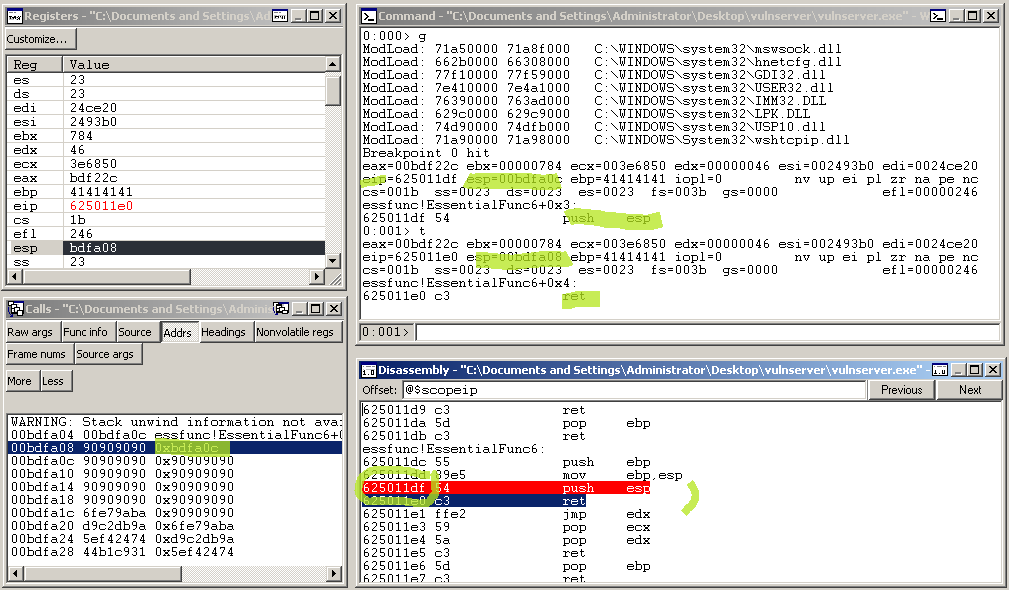 Registers - "C:\Documents and Settings\Ad
Customize...
Reg Value
es 23
ds 23
edi 24ce20
esi 2493b0
ebx 784
edx 46
ecx 3e6850
eax bdf22c
ebp 41414141
eip 625011e0
cs 1b
efl 246
esp bdfa08
ss 23
Calls - "C:\Documents and Settings\Adminis
Raw args Func info Source Addrs Headings Nonvolatile regs
Frame nums Source args
More Less
WARNING: Stack unwind information not avai
00bdfa04 00bdfa0c essfunc!EssentialFunc6+0
00bdfa08 90909090 0xbdfa0c
00bdfa0c 90909090 0x90909090
00bdfa10 90909090 0x90909090
00bdfa14 90909090 0x90909090
00bdfa18 90909090 0x90909090
00bdfa1c 6fe79aba 0x90909090
00bdfa20 d9c2db9a 0x6fe79aba
00bdfa24 5ef42474 0xd9c2db9a
00bdfa28 44b1c931 0x5ef42474
Command - "C:\Documents and Settings\Administrator\Desktop\vulnserver\vulnserver.exe" -
0:000> g
ModLoad: 71a50000 71a8f000 C:\WINDOWS\system32\mswsock.dll
ModLoad: 662b0000 66308000 C:\WINDOWS\system32\hnetcfg.dll
ModLoad: 77f10000 77f59000 C:\WINDOWS\system32\GDI32.dll
ModLoad: 7e410000 7e4a1000 C:\WINDOWS\system32\USER32.dll
ModLoad: 76390000 763ad000 C:\WINDOWS\system32\IMM32.DLL
ModLoad: 629c0000 629c9000 C:\WINDOWS\system32\LPK.DLL
ModLoad: 74d90000 74dfb000 C:\WINDOWS\system32\USP10.dll
ModLoad: 71a90000 71a98000 C:\WINDOWS\System32\wshtcpip.dll
Breakpoint 0 hit
eax=00bdf22c ebx=00000784 ecx=003e6850 edx=00000046 esi=002493b0 edi=0024ce20
eip=625011df esp=00bdfa0c ebp=41414141 iopl=0 nv up ei pl zr na pe nc
cs=001b ss=0023 ds=0023 es=0023 fs=003b gs=0000 efl=00000246
essfunc!EssentialFunc6+0x3:
625011df 54 push esp
0:001> t
eax=00bdf22c ebx=00000784 ecx=003e6850 edx=00000046 esi=002493b0 edi=0024ce20
eip=625011e0 esp=00bdfa08 ebp=41414141 iopl=0 nv up ei pl zr na pe nc
cs=001b ss=0023 ds=0023 es=0023 fs=003b gs=0000 efl=00000246
essfunc!EssentialFunc6+0x4:
625011e0 c3 ret
0:001>
Disassembly - "C:\Documents and Settings\Administrator\Desktop\vulnserver\vulnserver.exe" -
Offset: @$scopeip Previous Next
625011d9 c3 ret
625011da 5d pop ebp
625011db c3 ret
essfunc!EssentialFunc6:
625011dc 55 push ebp
625011dd 89e5 mov ebp,esp
625011df 54 push esp
625011e0 c3 ret
625011e1 ffe2 jmp edx
625011e3 59 pop ecx
625011e4 5a pop edx
625011e5 c3 ret
625011e6 5d pop ebp
625011e7 c3 ret